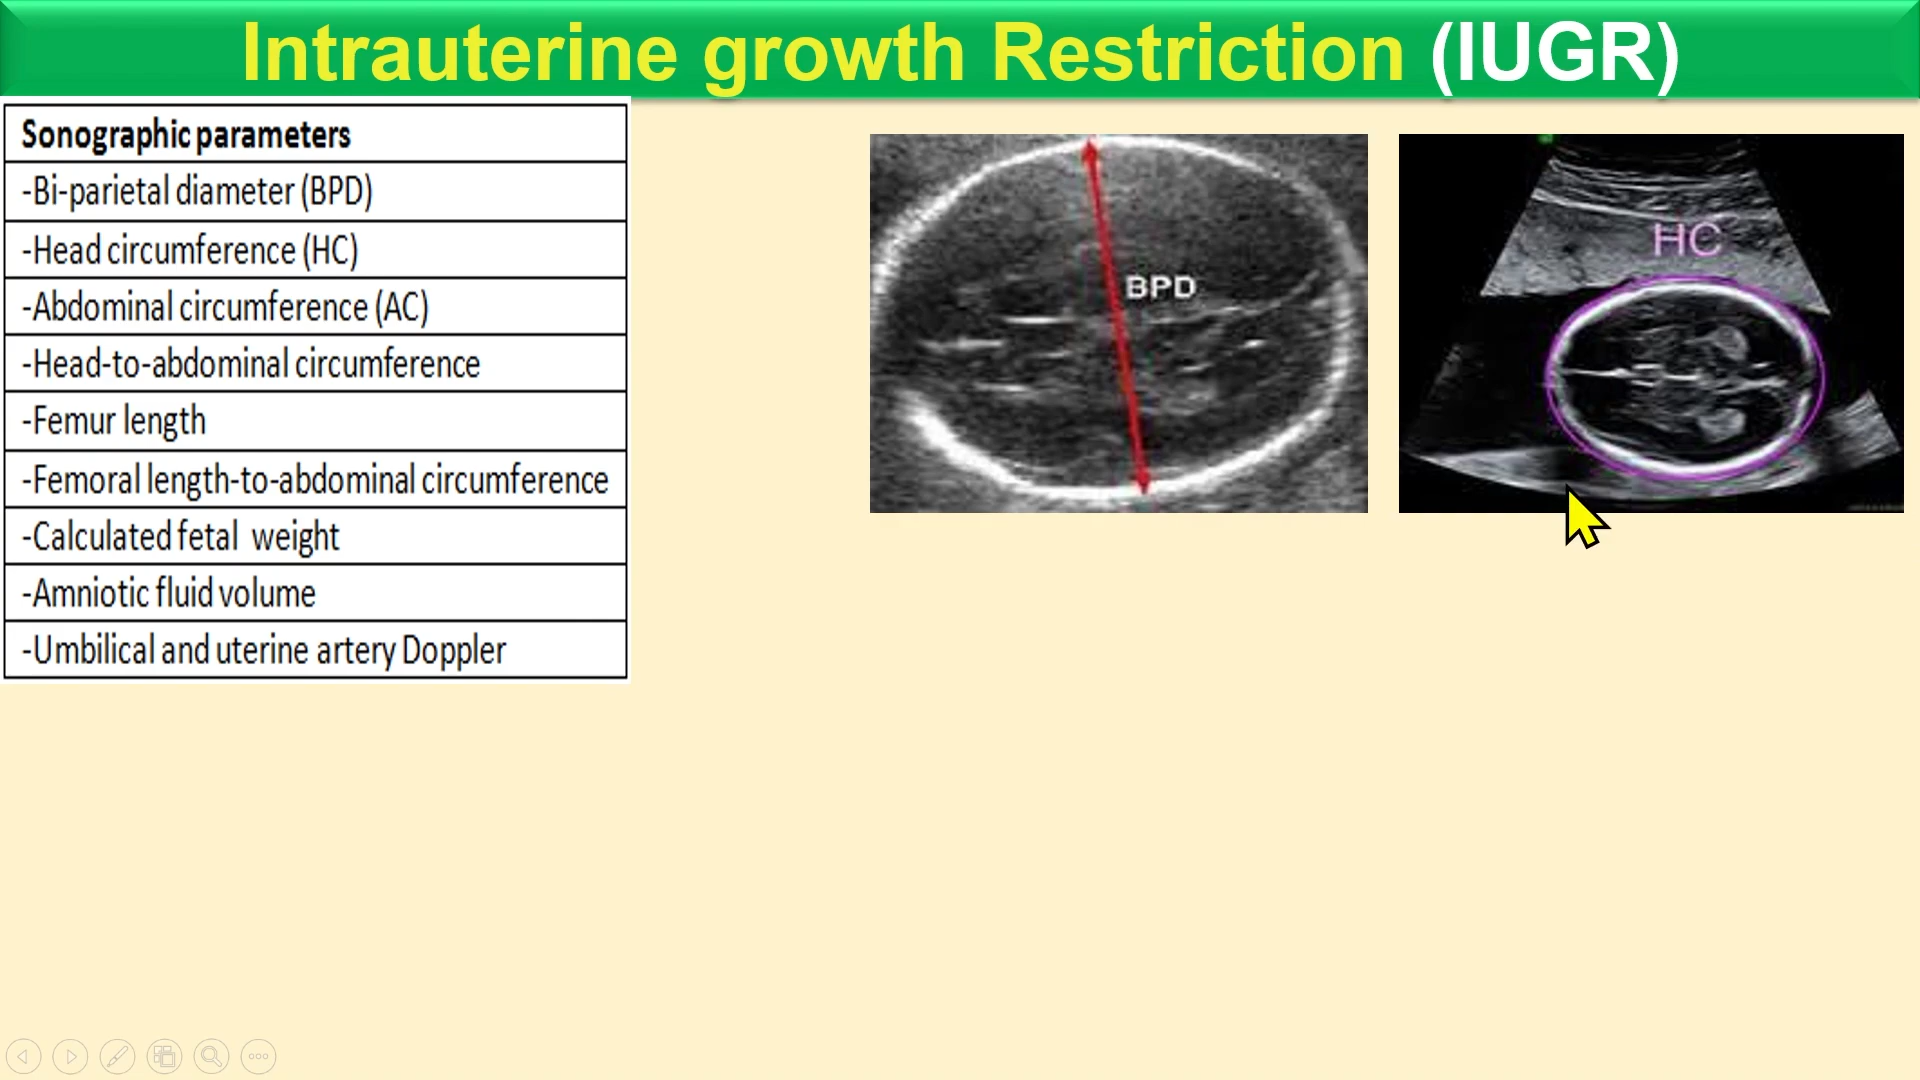 Intrauterine growth Restriction (IUGR)
Sonographic parameters
-Bi-parietal diameter (BPD)
-Head circumference (HC)
-Abdominal circumference (AC)
-Head-to-abdominal circumference
-Femur length
-Femoral length-to-abdominal circumference
-Calculated fetal weight
-Amniotic fluid volume
-Umbilical and uterine artery Doppler
BPD
HC